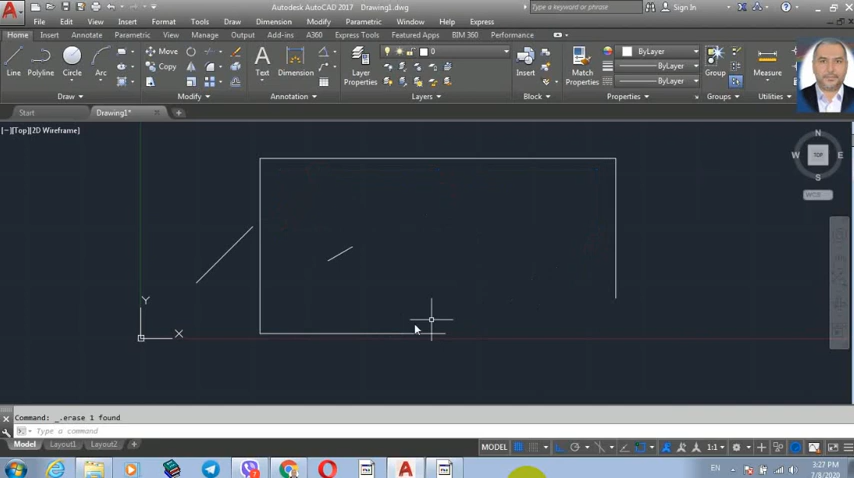 Autodesk AutoCAD 2017 Drawing1.dwg
Type a keyword or phrase
Sign In
File Edit View Insert Format Tools Draw Dimension Modify Parametric Window Help Express
Home Insert Annotate Parametric View Manage Output Add-ins A360 Express Tools Featured Apps BIM 360 Performance
Line Polyline Circle Arc
Move
Copy
Text Dimension
Layer
Properties
0
Insert
Match
Properties
ByLayer
ByLayer
ByLayer
Group
Measure
Draw Modify Annotation Layers Block Properties Groups Utilities
Start Drawing1*
[−][Top][2D Wireframe]
N
W TOP E
S
WCS
Y
X
Command: _.erase 1 found
Type a command
Model Layout1 Layout2
MODEL 1:1
EN
3:27 PM
7/8/2020